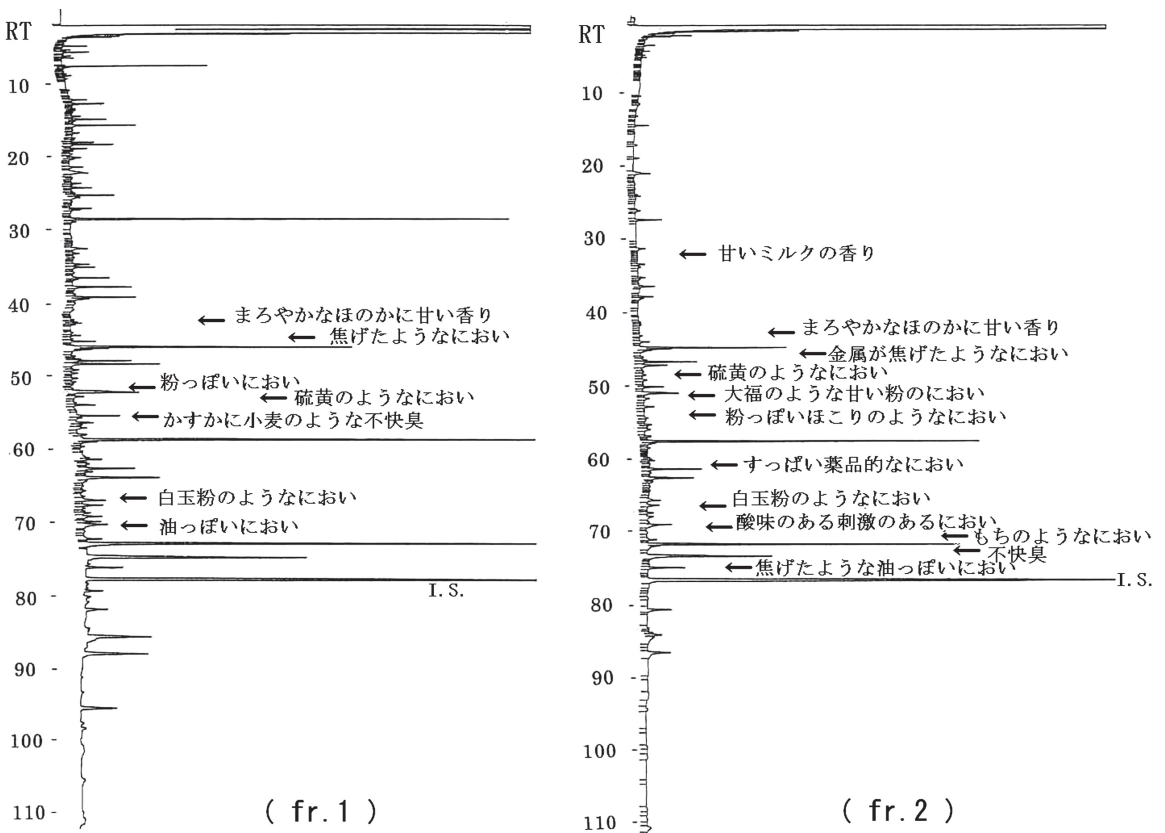 RT
10
20
30
40
まろやかなほのかに甘い香り
焦げたようなにおい
50
粉っぽいにおい
硫黄のようなにおい
かすかに小麦のような不快臭
60
白玉粉のようなにおい
70
油っぽいにおい
I.S.
80
90
100
110
( fr.1 )
RT
10
20
30
甘いミルクの香り
40
まろやかなほのかに甘い香り
金属が焦げたようなにおい
硫黄のようなにおい
50
大福のような甘い粉のにおい
粉っぽいほこりのようなにおい
60
すっぱい薬品的なにおい
白玉粉のようなにおい
酸味のある刺激のあるにおい
70
もちのようなにおい
不快臭
焦げたような油っぽいにおい
I.S.
80
90
100
110
( fr.2 )